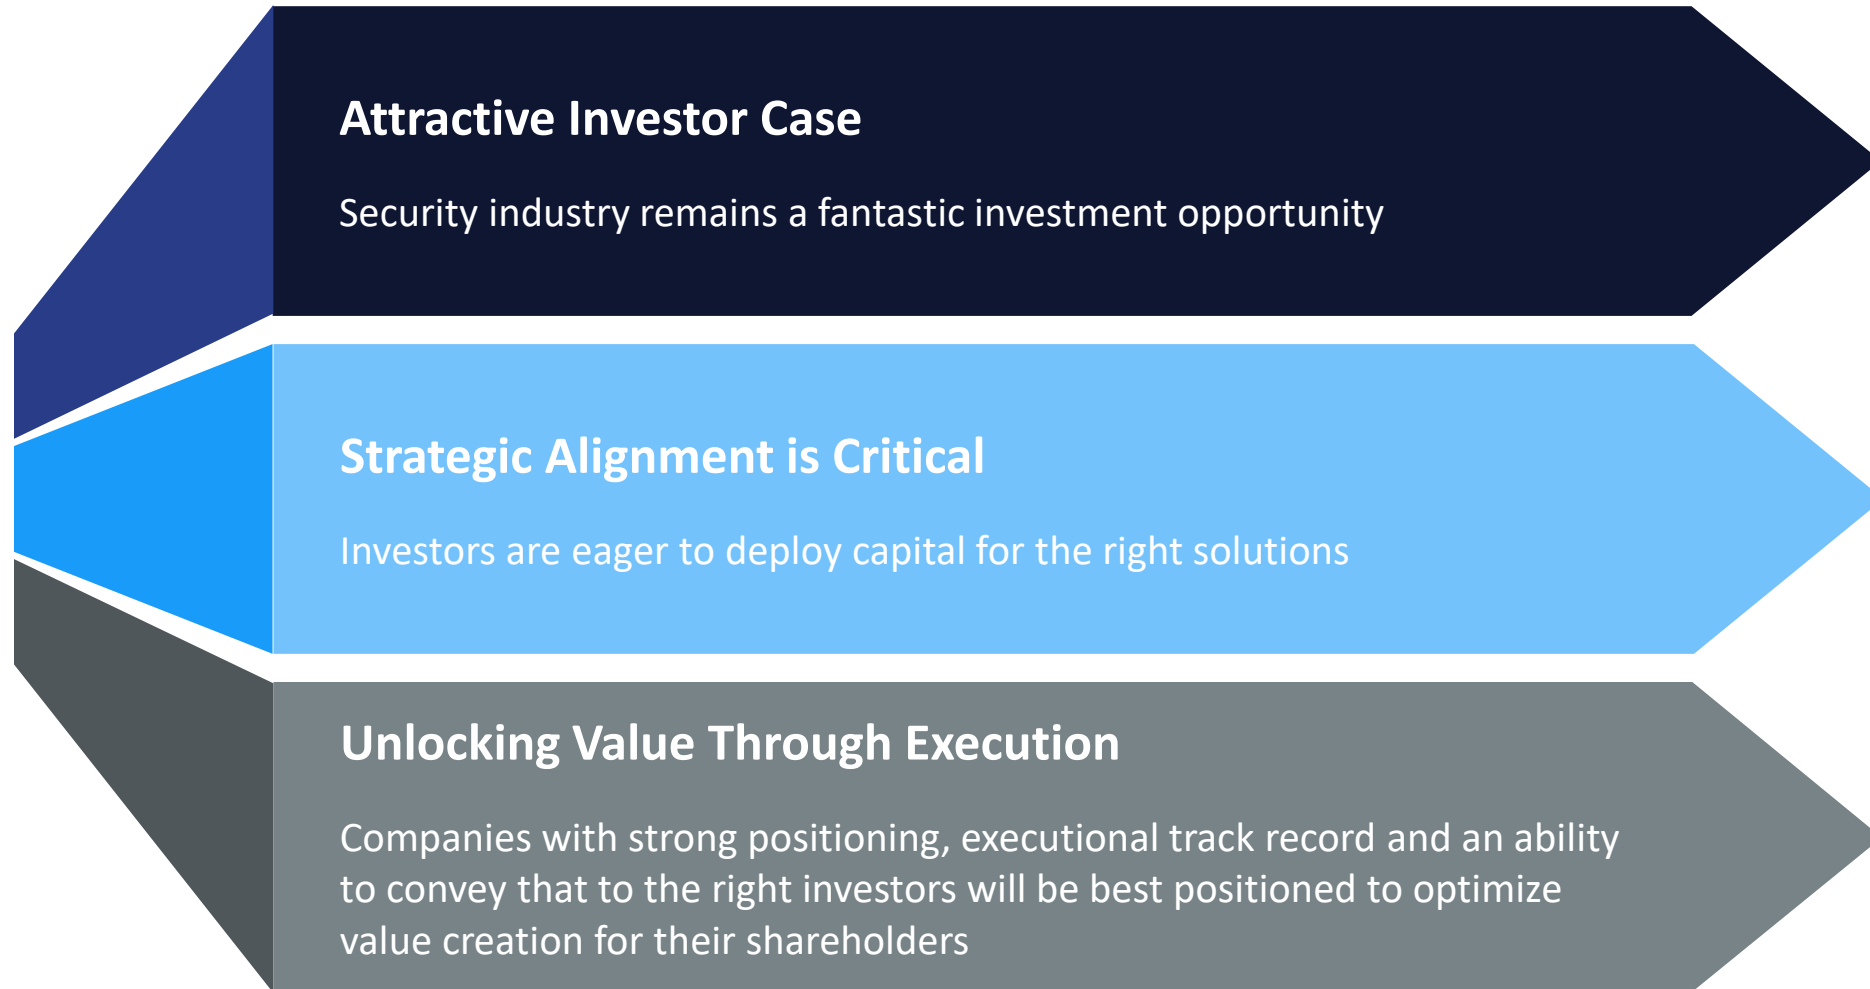 Attractive Investor Case
Security industry remains a fantastic investment opportunity
Strategic Alignment is Critical
Investors are eager to deploy capital for the right solutions
Unlocking Value Through Execution
Companies with strong positioning, executional track record and an ability
to convey that to the right investors will be best positioned to optimize
value creation for their shareholders